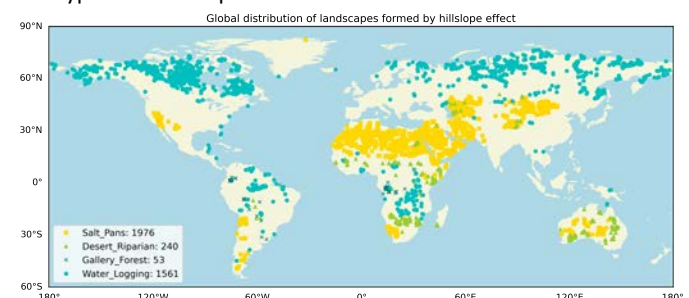 Global distribution of landscapes formed by hillslope effect
90°N
60°N
30°N
0°
30°S
60°S
Salt_Pans: 1976
Desert_Riparian: 240
Gallery_Forest: 53
Water_Logging: 1561
180° 120°W 60°W 0° 60°E 120°E 180°